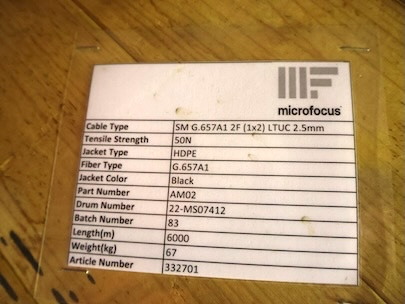 MF
microfocus
Cable Type SM G.657A1 2F (1x2) LTUC 2.5mm
Tensile Strength 50N
Jacket Type HDPE
Fiber Type G.657A1
Jacket Color Black
Part Number AM02
Drum Number 22-MS07412
Batch Number 83
Length(m) 6000
Weight(kg) 67
Article Number 332701